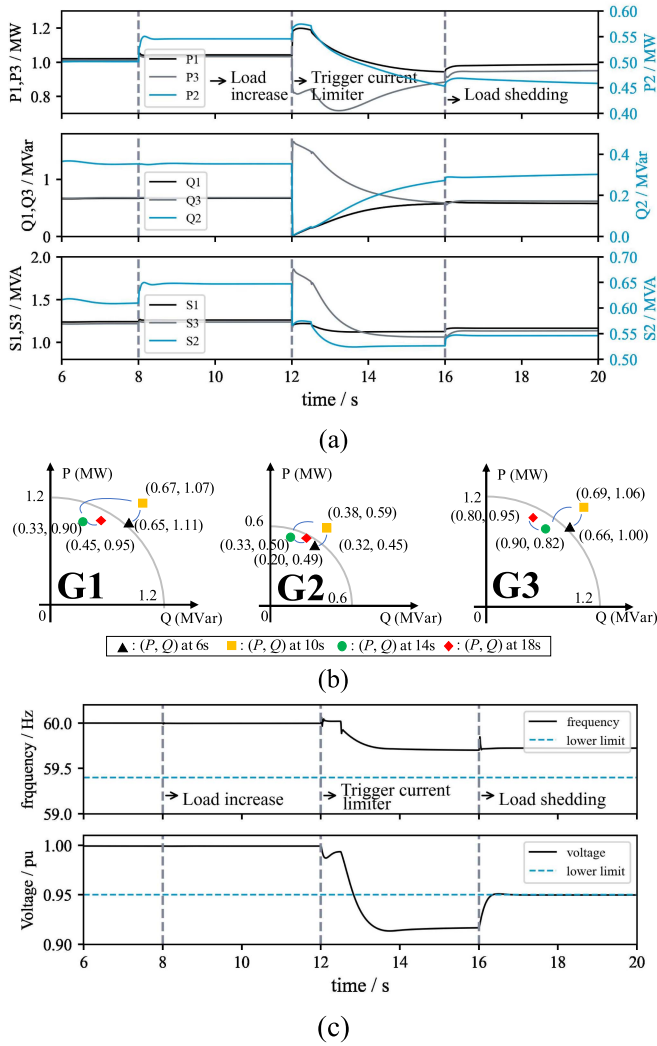 P1,P3 / MW
1.2
1.0
0.8
P1
P3
P2
Load
increase
Trigger current
Limiter
Load shedding
0.60
0.55
0.50
0.45
0.40
P2 / MW
Q1,Q3 / MVar
1
0
Q1
Q3
Q2
0.4
0.2
0.0
Q2 / MVar
S1,S3 / MVA
2.0
1.5
1.0
S1
S3
S2
0.70
0.65
0.60
0.55
0.50
S2 / MVA
6 8 10 12 14 16 18 20
time / s
(a)
P (MW)
1.2
(0.67, 1.07)
(0.33, 0.90)
(0.65, 1.11)
(0.45, 0.95)
G1
1.2
0
Q (MVar)
P (MW)
0.6
(0.38, 0.59)
(0.33, 0.50)
(0.32, 0.45)
(0.20, 0.49)
G2
0.6
0
Q (MVar)
P (MW)
1.2
(0.69, 1.06)
(0.80, 0.95)
(0.66, 1.00)
(0.90, 0.82)
G3
1.2
0
Q (MVar)
: (P, Q) at 6s : (P, Q) at 10s : (P, Q) at 14s : (P, Q) at 18s
(b)
frqquency / Hz
60.0
59.5
59.0
frequency
lower limit
Load increase
Trigger current
limiter
Load shedding
Voltage / pu
1.00
0.95
0.90
voltage
lower limit
6 8 10 12 14 16 18 20
time / s
(c)